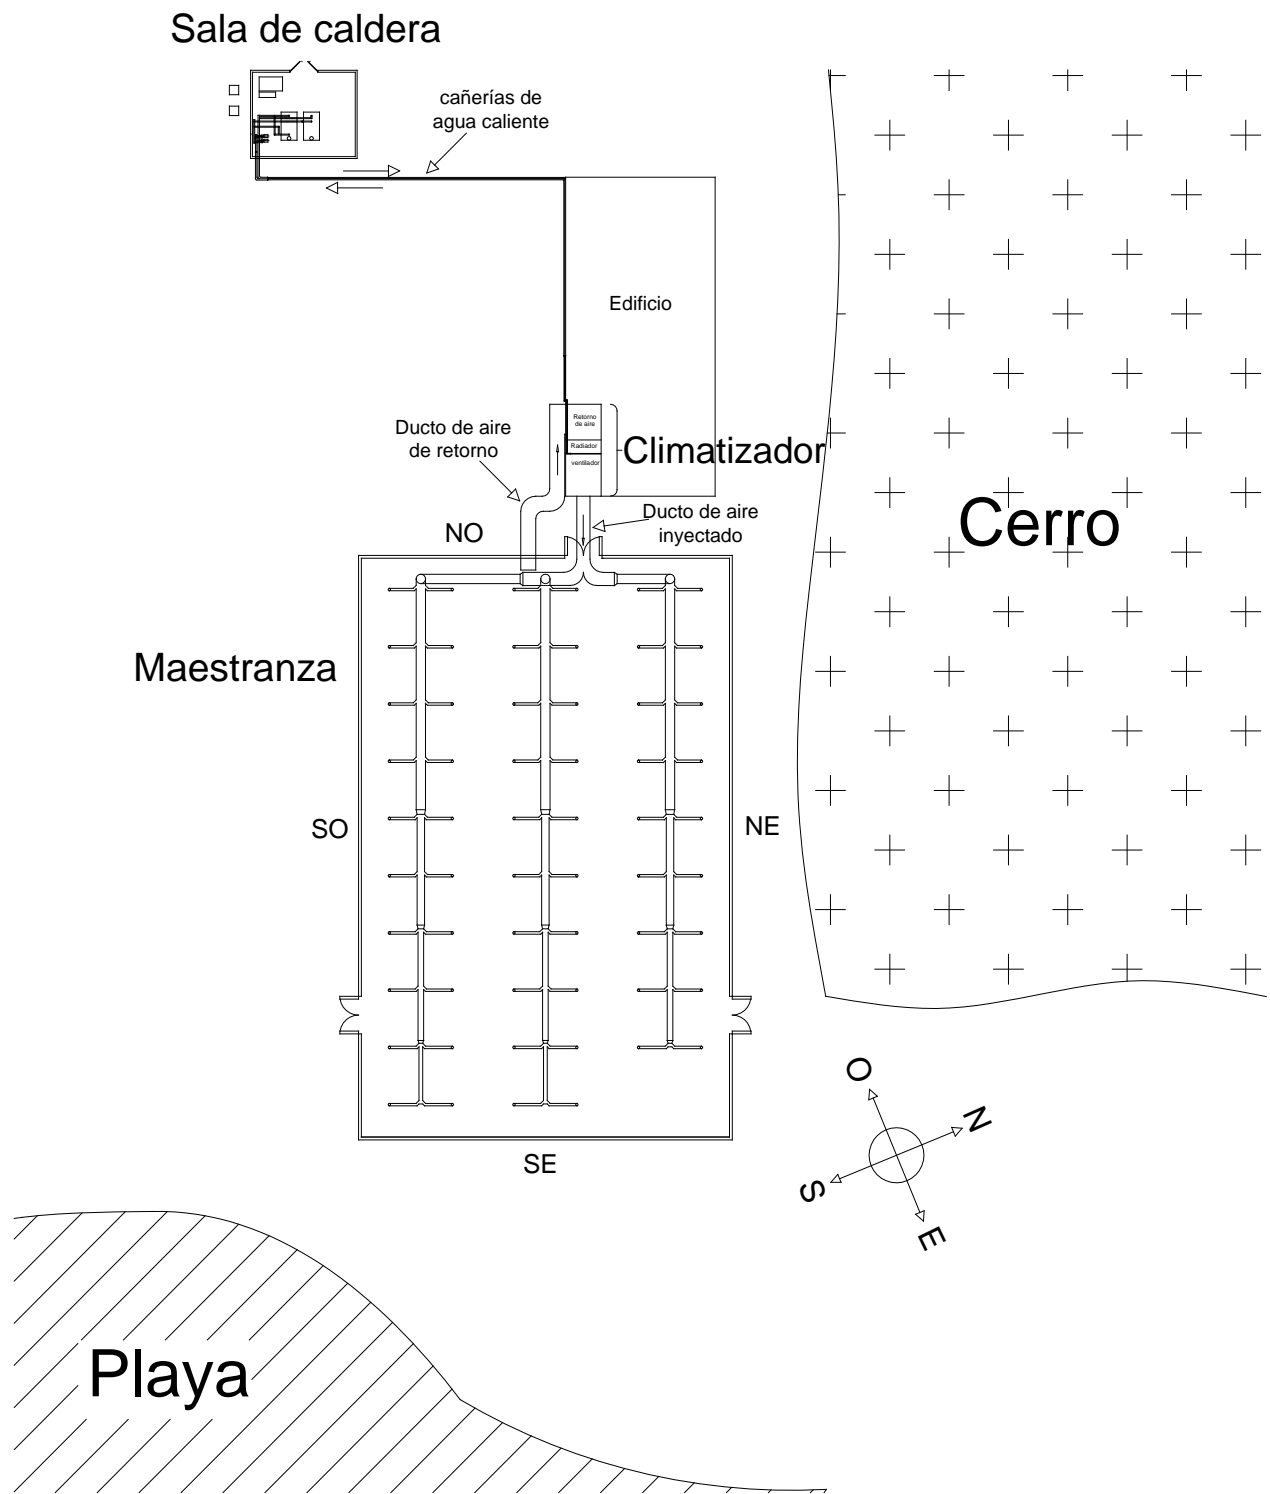 Sala de caldera
cañerías de
agua caliente
Edificio
Retorno
de aire
Radiador
ventilador
Ducto de aire
de retorno
Climatizador
Cerro
Ducto de aire
inyectado
NO
Maestranza
SO
NE
O
N
S
E
SE
Playa